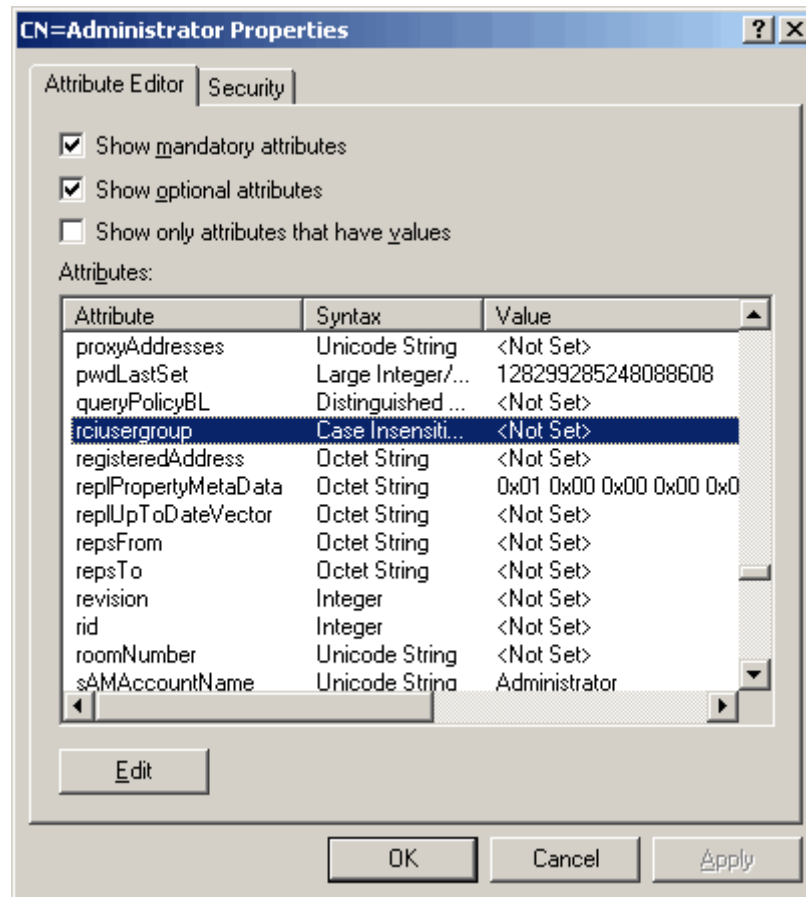 CN=Administrator Properties
Attribute Editor Security
Show mandatory attributes
Show optional attributes
Show only attributes that have values
Attributes:
Attribute Syntax Value
proxyAddresses Unicode String <Not Set>
pwdLastSet Large Integer/... 128299285248088608
queryPolicyBL Distinguished ... <Not Set>
rciusergroup Case Insensiti... <Not Set>
registeredAddress Octet String <Not Set>
replPropertyMetaData Octet String 0x01 0x00 0x00 0x00 0x0
replUpToDateVector Octet String <Not Set>
repsFrom Octet String <Not Set>
repsTo Octet String <Not Set>
revision Integer <Not Set>
rid Integer <Not Set>
roomNumber Unicode String <Not Set>
sAMAccountName Unicode String Administrator
Edit
OK Cancel Apply